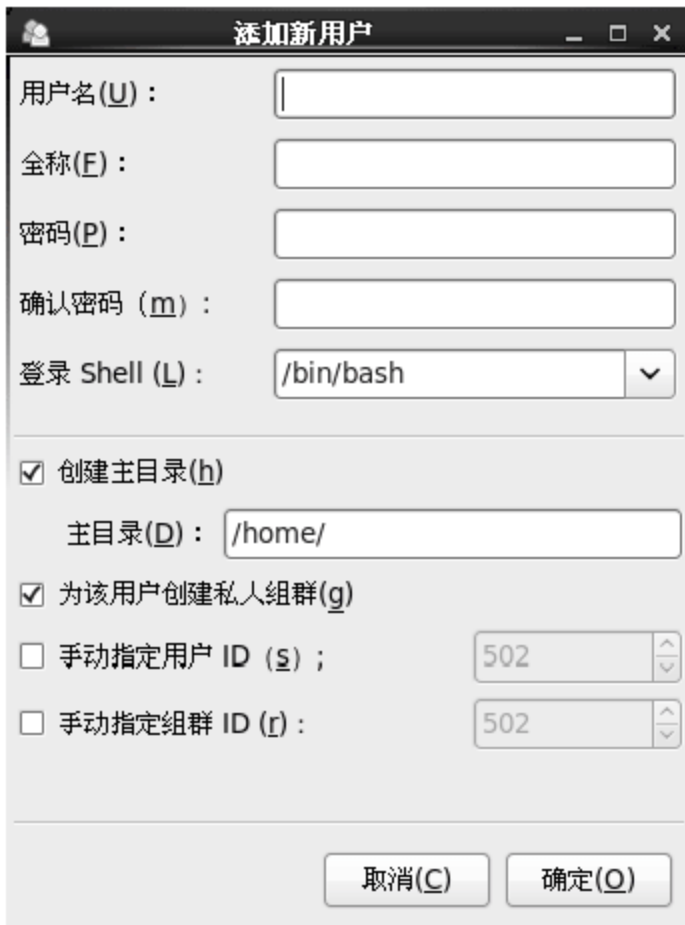 添加新用户
用户名(U)：
全称(F)：
密码(P)：
确认密码（m）:
登录 Shell (L) : /bin/bash
创建主目录(h)
主目录(D)： /home/
为该用户创建私人组群(g)
手动指定用户 ID（s）; 502
手动指定组群 ID (r) : 502
取消(C) 确定(O)